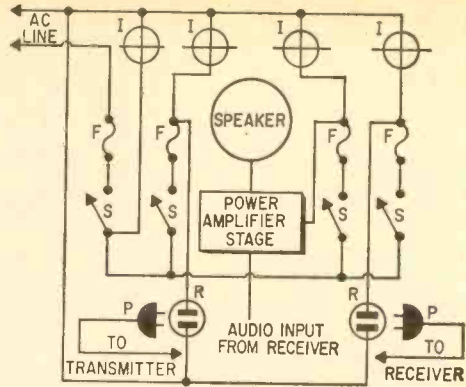 AC
LINE
I
I
I
I
F
F
SPEAKER
F
F
S
S
POWER
AMPLIFIER
STAGE
S
S
P
R
AUDIO INPUT
FROM RECEIVER
R
P
TO
TRANSMITTER
TO
RECEIVER